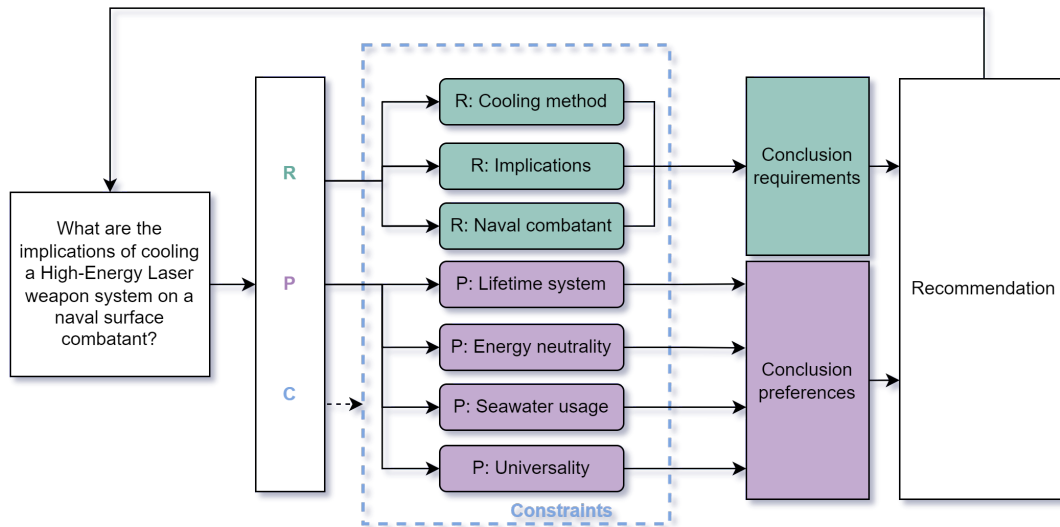 What are the
implications of cooling
a High-Energy Laser
weapon system on a
naval surface
combatant?
R
P
C
R: Cooling method
R: Implications
R: Naval combatant
P: Lifetime system
P: Energy neutrality
P: Seawater usage
P: Universality
Constraints
Conclusion
requirements
Conclusion
preferences
Recommendation